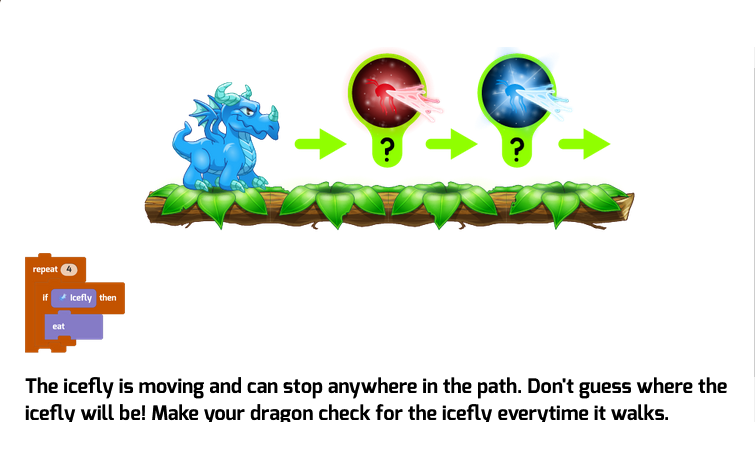 ?
?
repeat 4
if Icefly then
eat
The icefly is moving and can stop anywhere in the path. Don't guess where the
icefly will be! Make your dragon check for the icefly everytime it walks.